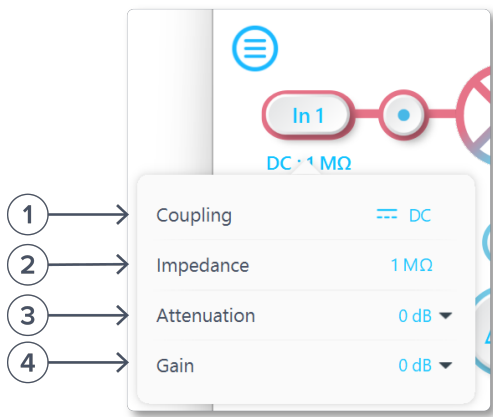 In 1
DC : 1 MΩ
1 Coupling DC
2 Impedance 1 MΩ
3 Attenuation 0 dB
4 Gain 0 dB